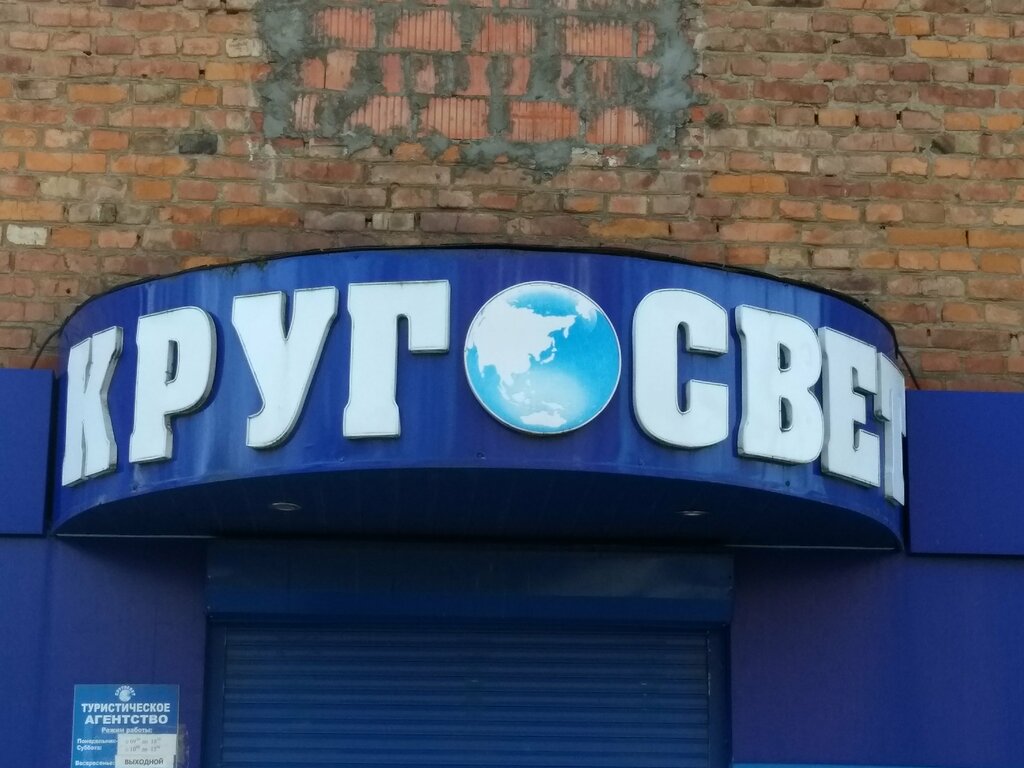 КРУГОСВЕТ
ТУРИСТИЧЕСКОЕ
АГЕНТСТВО
Режим работы:
Понедельник-
Суббота:
Воскресенье: ВЫХОДНОЙ